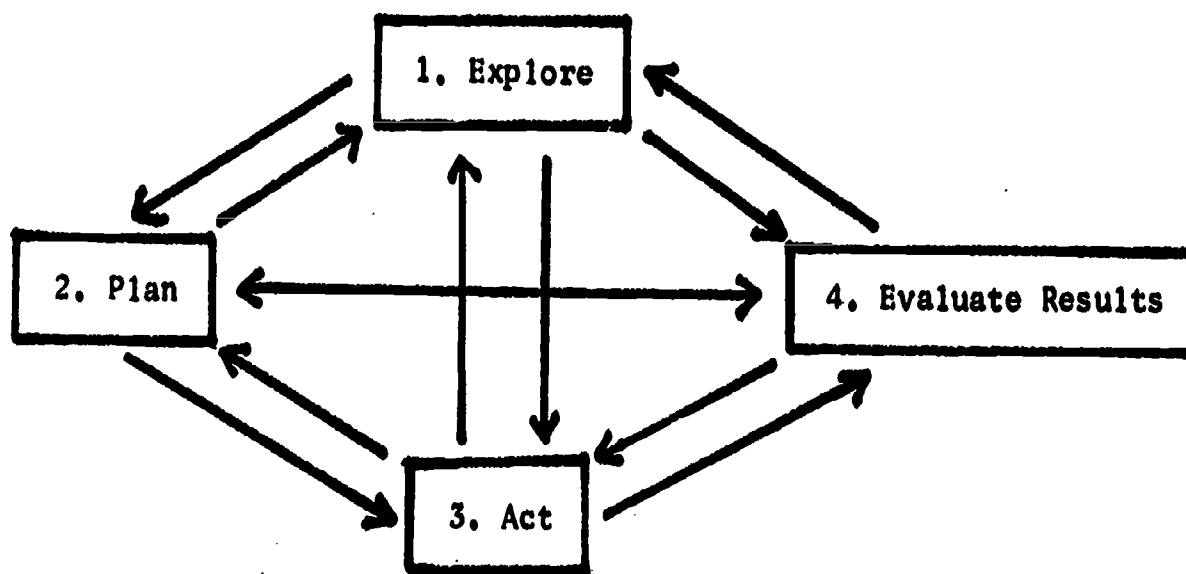 1. Explore
2. Plan
4. Evaluate Results
3. Act